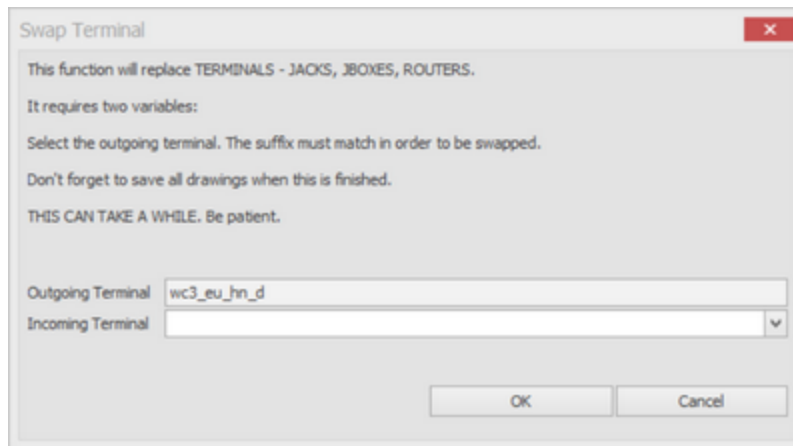 Swap Terminal
This function will replace TERMINALS - JACKS, JBOXES, ROUTERS.
It requires two variables:
Select the outgoing terminal. The suffix must match in order to be swapped.
Don't forget to save all drawings when this is finished.
THIS CAN TAKE A WHILE. Be patient.
Outgoing Terminal wc3_eu_hn_d
Incoming Terminal
OK Cancel